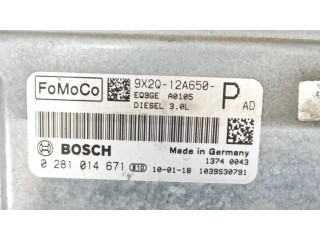 FoMoCo
9X2Q-12A650-
P AD
EQ9GE A0105
DIESEL 3.0L
BOSCH
Made in Germany
1374 0043
0 281 014 671 E10 10-01-18 1039S30791